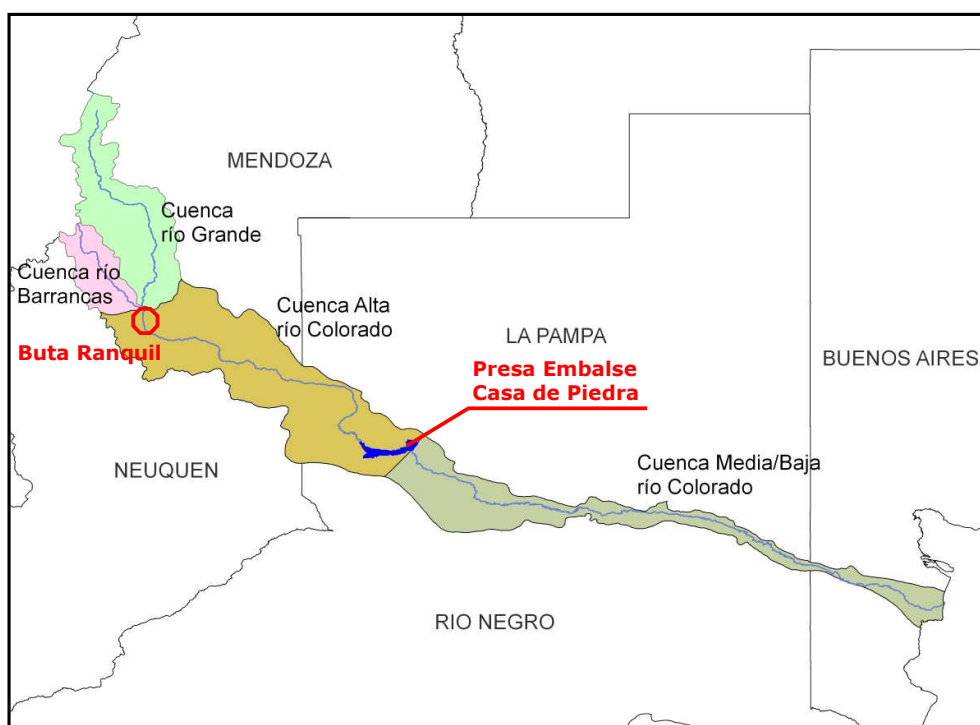 MENDOZA
Cuenca
río Grande
Cuenca río
Barrancas
Cuenca Alta
río Colorado
Buta Ranquil
LA PAMPA
BUENOS AIRES
Presa Embalse
Casa de Piedra
NEUQUEN
Cuenca Media/Baja
río Colorado
RIO NEGRO